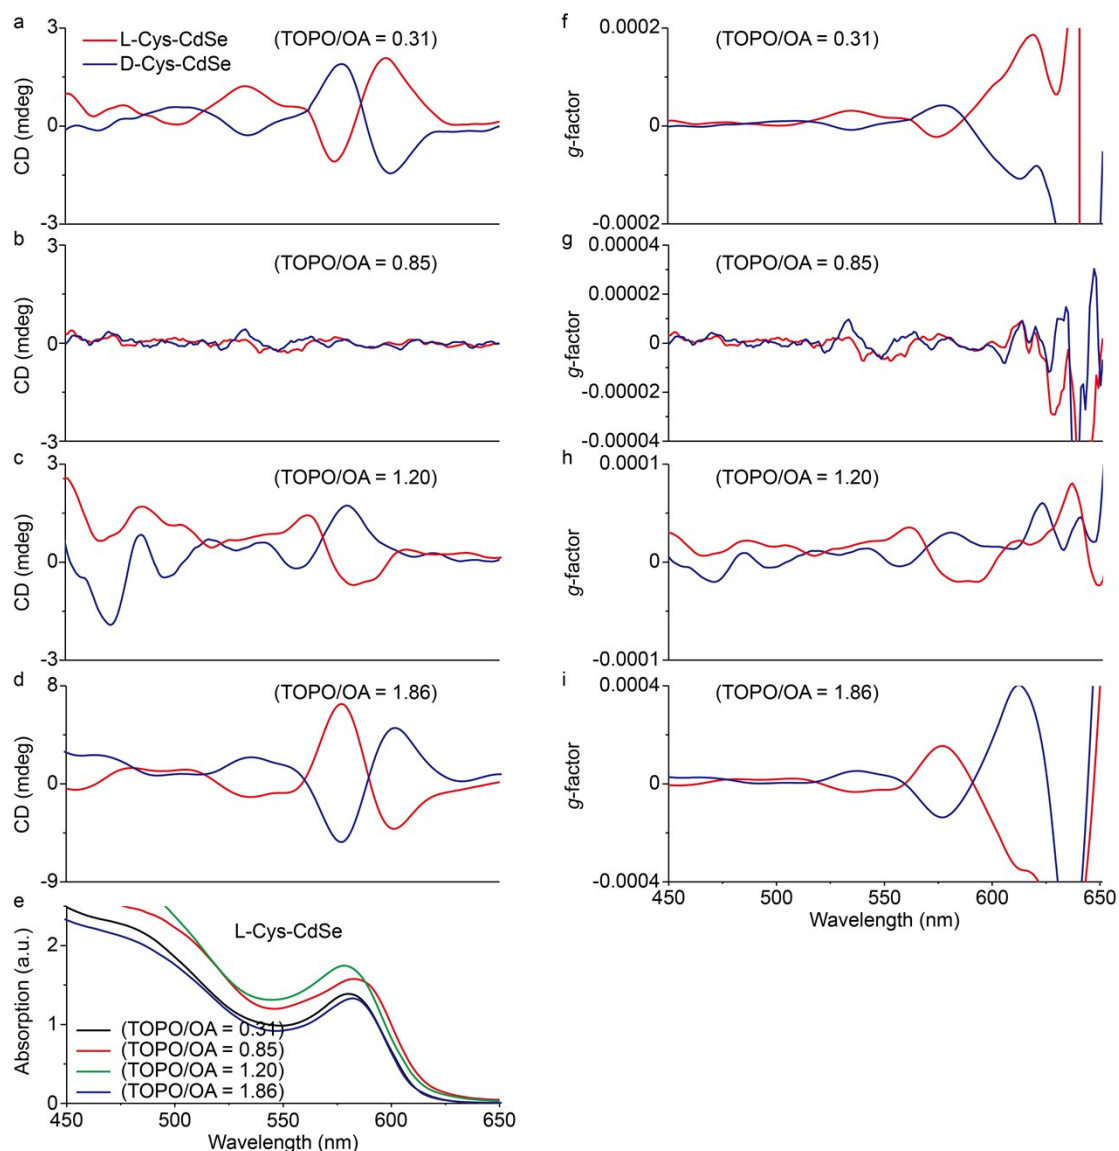 a
3
L-Cys-CdSe
(TOPO/OA = 0.31)
D-Cys-CdSe
CD (mdeg)
0
-3
b
3
(TOPO/OA = 0.85)
CD (mdeg)
0
-3
c
3
(TOPO/OA = 1.20)
CD (mdeg)
0
-3
d
8
(TOPO/OA = 1.86)
CD (mdeg)
0
-9
e
L-Cys-CdSe
2
Absorption (a.u.)
1
(TOPO/OA = 0.31)
(TOPO/OA = 0.85)
(TOPO/OA = 1.20)
(TOPO/OA = 1.86)
0
450 500 550 600 650
Wavelength (nm)
f
0.0002
(TOPO/OA = 0.31)
g-factor
0
-0.0002
g
0.00004
(TOPO/OA = 0.85)
0.00002
g-factor
0
-0.00002
-0.00004
h
0.0001
(TOPO/OA = 1.20)
g-factor
0
-0.0001
i
0.0004
(TOPO/OA = 1.86)
g-factor
0
-0.0004
450 500 550 600 650
Wavelength (nm)